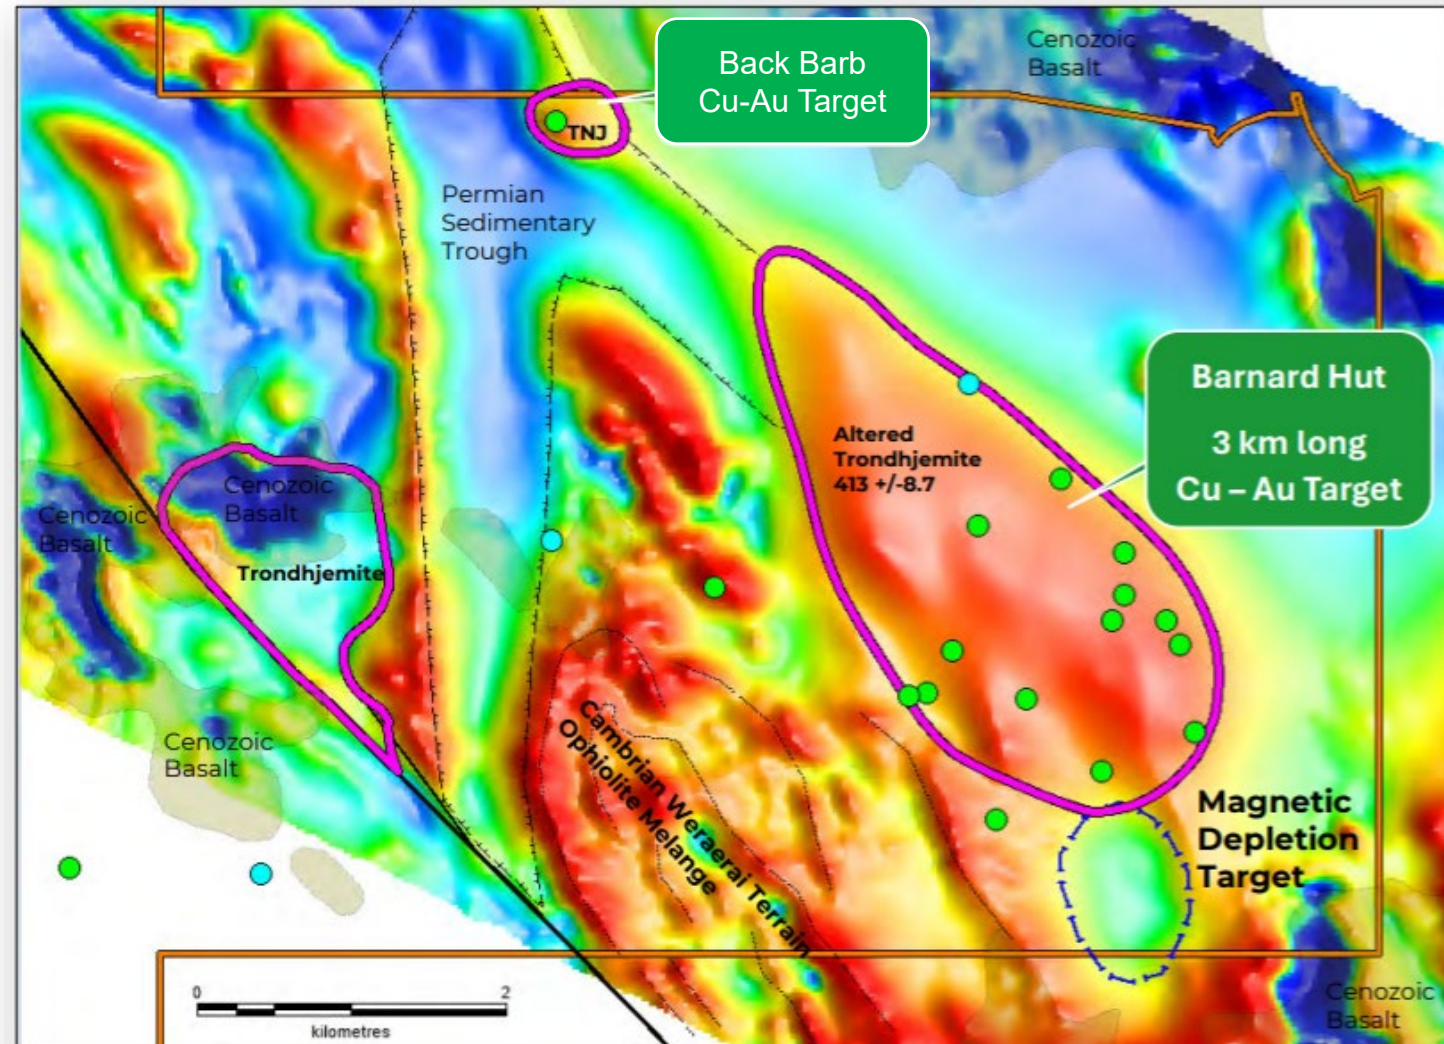 Back Barb
Cu-Au Target
Cenozoic
Basalt
TNJ
Permian
Sedimentary
Trough
Barnard Hut
3 km long
Cu – Au Target
Altered
Trondhjemite
413 +/-8.7
Cenozoic
Basalt
Cenozoic
Basalt
Trondhjemite
Cambrian Weraerai Terrain
Ophiolite Melange
Cenozoic
Basalt
Magnetic
Depletion
Target
Cenozoic
Basalt
0 2
kilometres